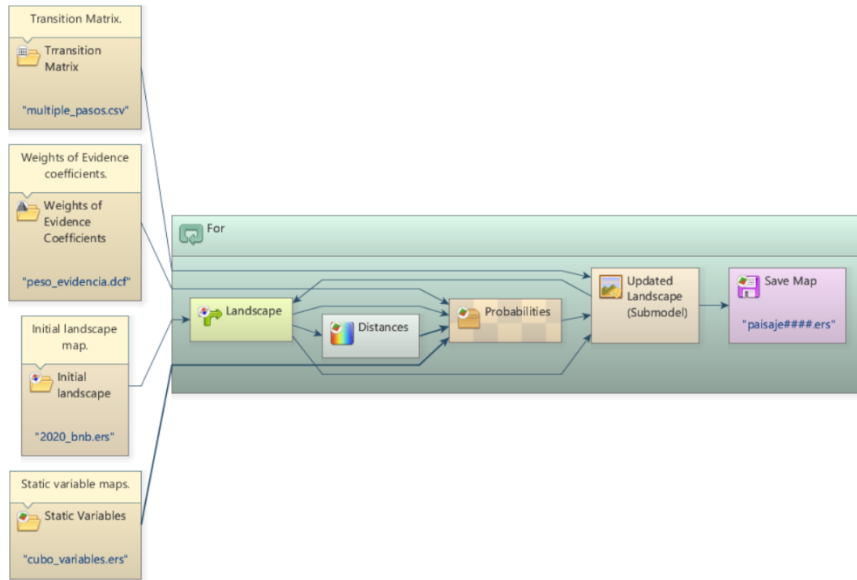 Transition Matrix.
Trransition
Matrix
"multiple_pasos.csv"
Weights of Evidence
coefficients.
Weights of
Evidence
Coefficients
"peso_evidencia.dcf"
Initial landscape
map.
Initial
landscape
"2020_bnb.ers"
Static variable maps.
Static Variables
"cubo_variables.ers"
For
Landscape
Distances
Probabilities
Updated
Landscape
(Submodel)
Save Map
"paisaje####.ers"